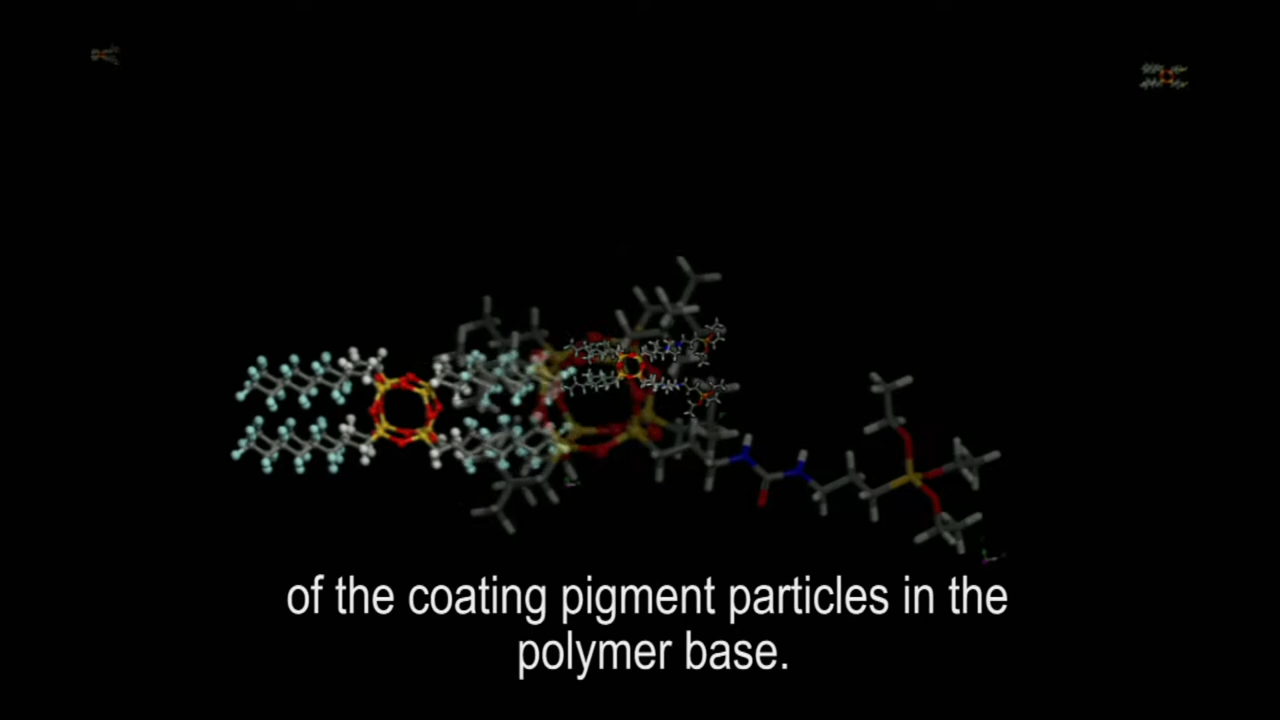 of the coating pigment particles in the
polymer base.